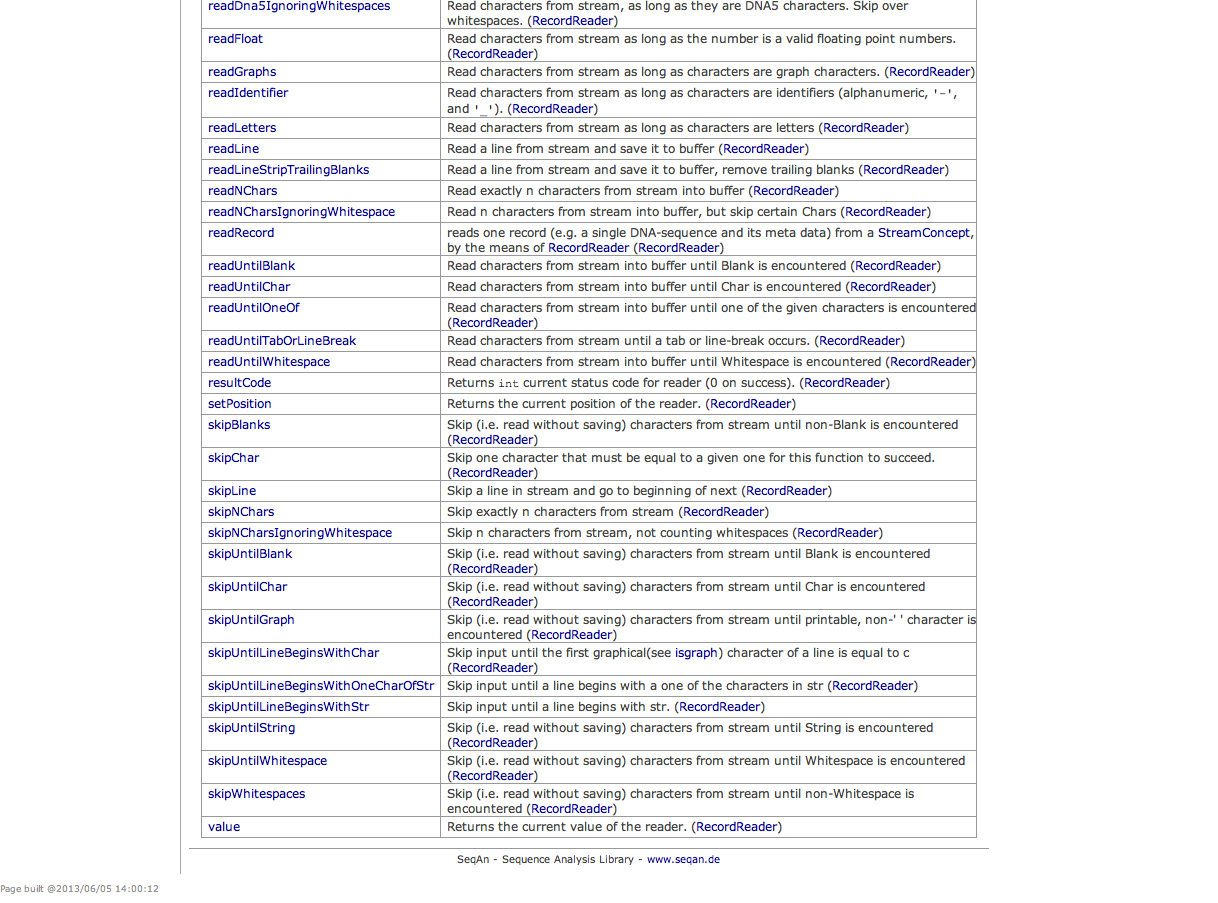 readDna5IgnoringWhitespaces Read characters from stream, as long as they are DNA5 characters. Skip over
whitespaces. (RecordReader)
readFloat Read characters from stream as long as the number is a valid floating point numbers.
(RecordReader)
readGraphs Read characters from stream as long as characters are graph characters. (RecordReader)
readIdentifier Read characters from stream as long as characters are identifiers (alphanumeric, '-',
and '_'). (RecordReader)
readLetters Read characters from stream as long as characters are letters (RecordReader)
readLine Read a line from stream and save it to buffer (RecordReader)
readLineStripTrailingBlanks Read a line from stream and save it to buffer, remove trailing blanks (RecordReader)
readNChars Read exactly n characters from stream into buffer (RecordReader)
readNCharsIgnoringWhitespace Read n characters from stream into buffer, but skip certain Chars (RecordReader)
readRecord reads one record (e.g. a single DNA-sequence and its meta data) from a StreamConcept,
by the means of RecordReader (RecordReader)
readUntilBlank Read characters from stream into buffer until Blank is encountered (RecordReader)
readUntilChar Read characters from stream into buffer until Char is encountered (RecordReader)
readUntilOneOf Read characters from stream into buffer until one of the given characters is encountered
(RecordReader)
readUntilTabOrLineBreak Read characters from stream until a tab or line-break occurs. (RecordReader)
readUntilWhitespace Read characters from stream into buffer until Whitespace is encountered (RecordReader)
resultCode Returns int current status code for reader (0 on success). (RecordReader)
setPosition Returns the current position of the reader. (RecordReader)
skipBlanks Skip (i.e. read without saving) characters from stream until non-Blank is encountered
(RecordReader)
skipChar Skip one character that must be equal to a given one for this function to succeed.
(RecordReader)
skipLine Skip a line in stream and go to beginning of next (RecordReader)
skipNChars Skip exactly n characters from stream (RecordReader)
skipNCharsIgnoringWhitespace Skip n characters from stream, not counting whitespaces (RecordReader)
skipUntilBlank Skip (i.e. read without saving) characters from stream until Blank is encountered
(RecordReader)
skipUntilChar Skip (i.e. read without saving) characters from stream until Char is encountered
(RecordReader)
skipUntilGraph Skip (i.e. read without saving) characters from stream until printable, non-' ' character is
encountered (RecordReader)
skipUntilLineBeginsWithChar Skip input until the first graphical(see isgraph) character of a line is equal to c
(RecordReader)
skipUntilLineBeginsWithOneCharOfStr Skip input until a line begins with a one of the characters in str (RecordReader)
skipUntilLineBeginsWithStr Skip input until a line begins with str. (RecordReader)
skipUntilString Skip (i.e. read without saving) characters from stream until String is encountered
(RecordReader)
skipUntilWhitespace Skip (i.e. read without saving) characters from stream until Whitespace is encountered
(RecordReader)
skipWhitespaces Skip (i.e. read without saving) characters from stream until non-Whitespace is
encountered (RecordReader)
value Returns the current value of the reader. (RecordReader)
SeqAn - Sequence Analysis Library - www.seqan.de
Page built @2013/06/05 14:00:12